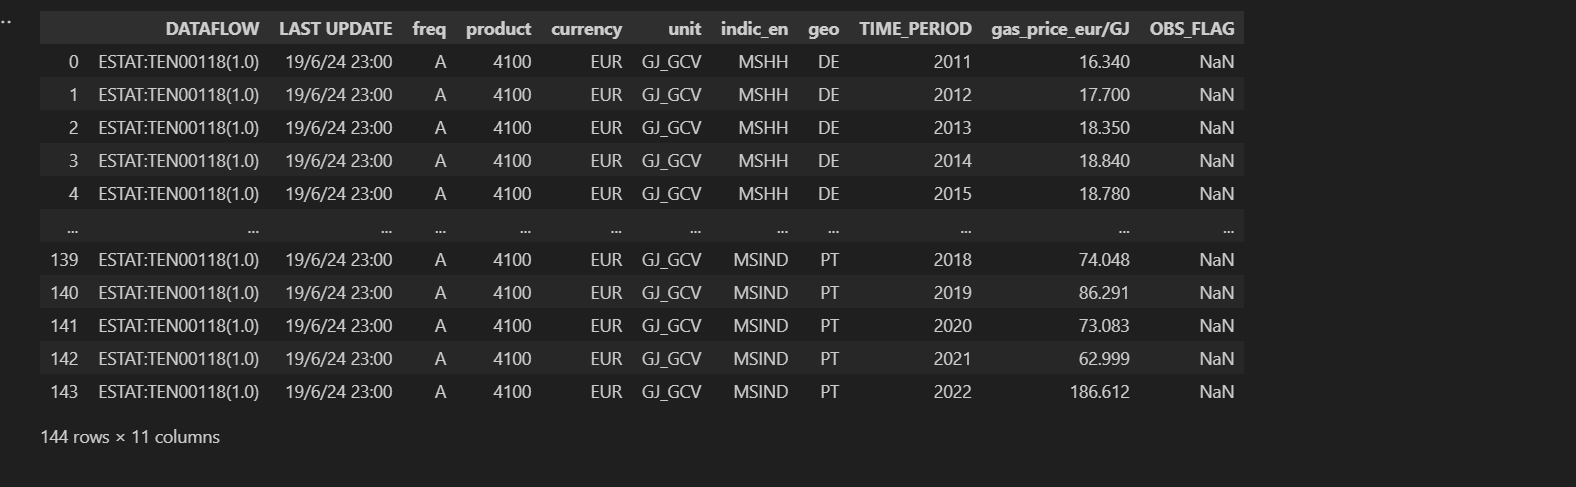 ..
DATAFLOW LAST UPDATE freq product currency unit indic_en geo TIME_PERIOD gas_price_eur/GJ OBS_FLAG
0 ESTAT:TEN00118(1.0) 19/6/24 23:00 A 4100 EUR GJ_GCV MSHH DE 2011 16.340 NaN
1 ESTAT:TEN00118(1.0) 19/6/24 23:00 A 4100 EUR GJ_GCV MSHH DE 2012 17.700 NaN
2 ESTAT:TEN00118(1.0) 19/6/24 23:00 A 4100 EUR GJ_GCV MSHH DE 2013 18.350 NaN
3 ESTAT:TEN00118(1.0) 19/6/24 23:00 A 4100 EUR GJ_GCV MSHH DE 2014 18.840 NaN
4 ESTAT:TEN00118(1.0) 19/6/24 23:00 A 4100 EUR GJ_GCV MSHH DE 2015 18.780 NaN
... ... ... ... ... ... ... ... ... ... ... ...
139 ESTAT:TEN00118(1.0) 19/6/24 23:00 A 4100 EUR GJ_GCV MSIND PT 2018 74.048 NaN
140 ESTAT:TEN00118(1.0) 19/6/24 23:00 A 4100 EUR GJ_GCV MSIND PT 2019 86.291 NaN
141 ESTAT:TEN00118(1.0) 19/6/24 23:00 A 4100 EUR GJ_GCV MSIND PT 2020 73.083 NaN
142 ESTAT:TEN00118(1.0) 19/6/24 23:00 A 4100 EUR GJ_GCV MSIND PT 2021 62.999 NaN
143 ESTAT:TEN00118(1.0) 19/6/24 23:00 A 4100 EUR GJ_GCV MSIND PT 2022 186.612 NaN
144 rows × 11 columns